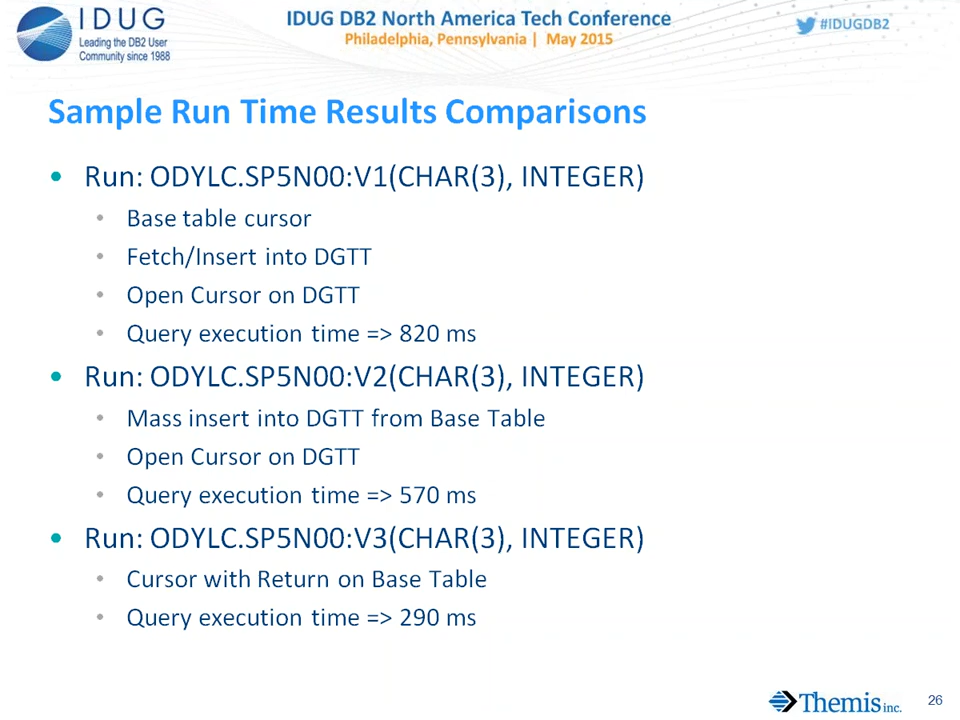 IDUG
Leading the DB2 User
Community since 1988
IDUG DB2 North America Tech Conference
Philadelphia, Pennsylvania | May 2015
#IDUGDB2
Sample Run Time Results Comparisons
• Run: ODYLC.SP5N00:V1(CHAR(3), INTEGER)
• Base table cursor
• Fetch/Insert into DGTT
• Open Cursor on DGTT
• Query execution time => 820 ms
• Run: ODYLC.SP5N00:V2(CHAR(3), INTEGER)
• Mass insert into DGTT from Base Table
• Open Cursor on DGTT
• Query execution time => 570 ms
• Run: ODYLC.SP5N00:V3(CHAR(3), INTEGER)
• Cursor with Return on Base Table
• Query execution time => 290 ms
Themis inc.
26